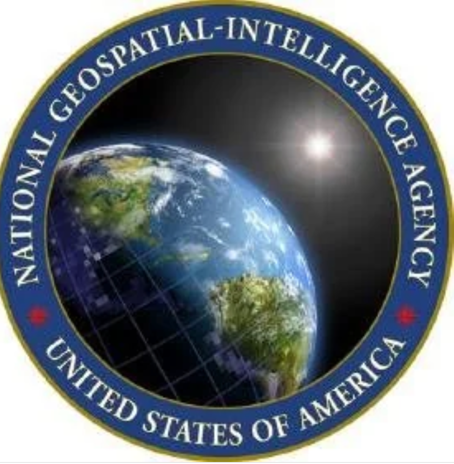 NATIONAL GEOSPATIAL-INTELLIGENCE AGENCY
UNITED STATES OF AMERICA